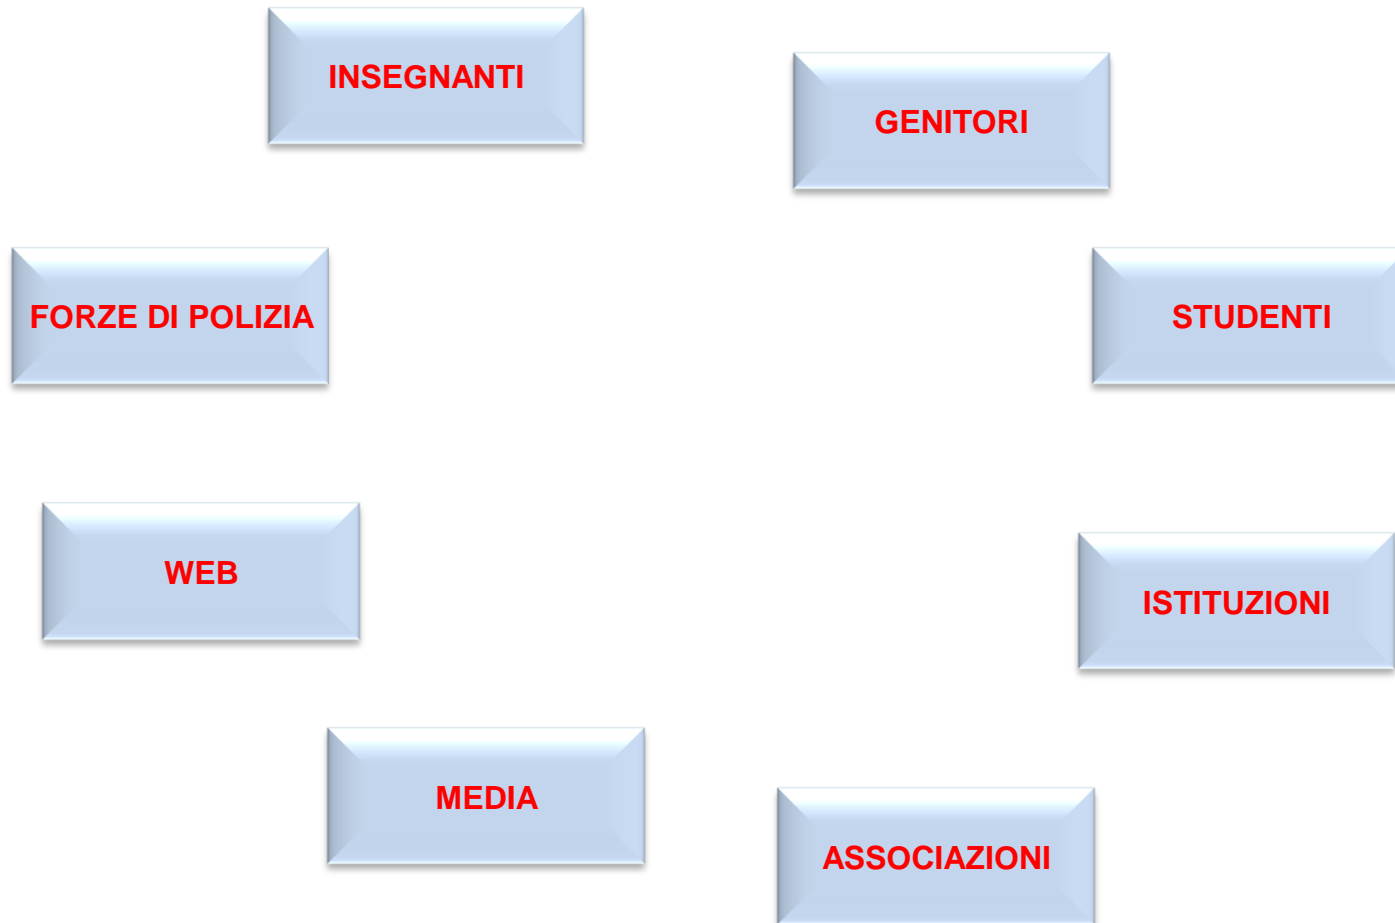 INSEGNANTI
GENITORI
FORZE DI POLIZIA
STUDENTI
WEB
ISTITUZIONI
MEDIA
ASSOCIAZIONI